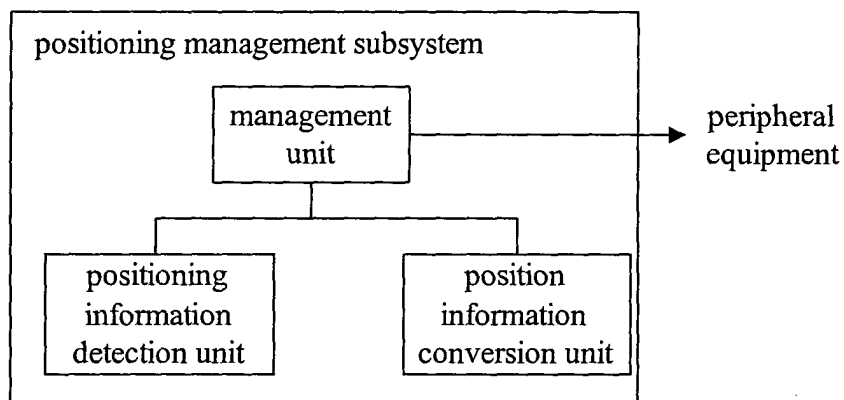 positioning management subsystem
management
unit
peripheral
equipment
positioning
information
detection unit
position
information
conversion unit